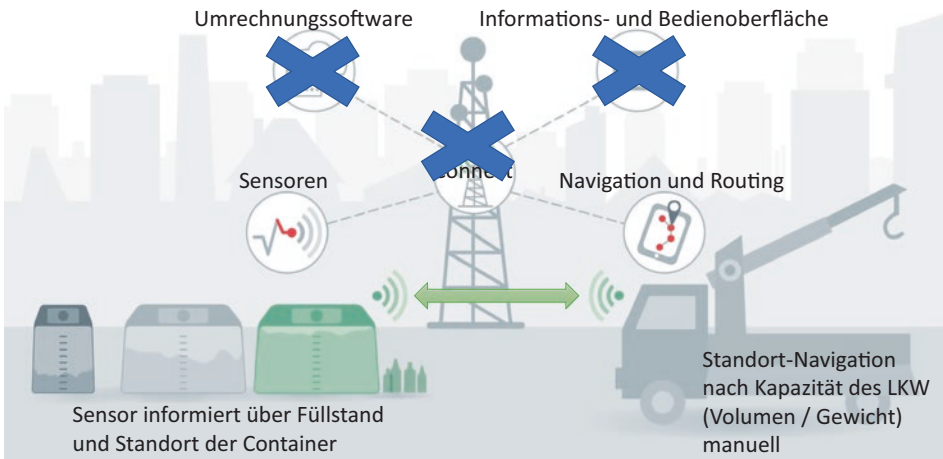 Umrechnungssoftware
Informations- und Bedienoberfläche
Sensoren
Navigation und Routing
Sensor informiert über Füllstand
und Standort der Container
Standort-Navigation
nach Kapazität des LKW
(Volumen / Gewicht)
manuell